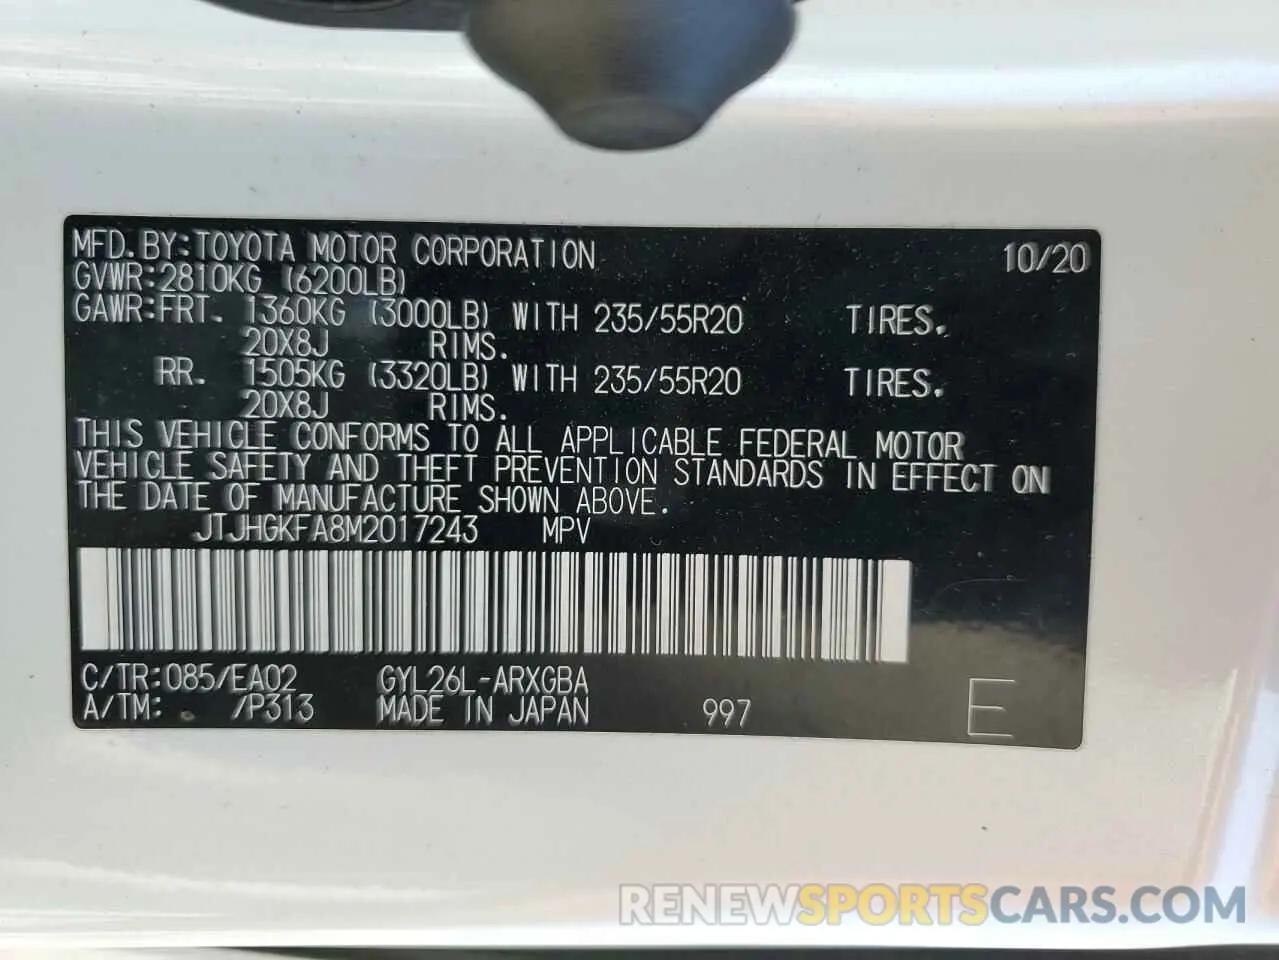 MFD.BY:TOYOTA MOTOR CORPORATION 10/20
GVWR:2810KG (6200LB)
GAWR:FRT. 1360KG (3000LB) WITH 235/55R20 TIRES.
20X8J RIMS.
RR. 1505KG (3320LB) WITH 235/55R20 TIRES.
20X8J RIMS.
THIS VEHICLE CONFORMS TO ALL APPLICABLE FEDERAL MOTOR
VEHICLE SAFETY AND THEFT PREVENTION STANDARDS IN EFFECT ON
THE DATE OF MANUFACTURE SHOWN ABOVE.
JTJHGKFA8M2017243 MPV
C/TR:085/EA02 GYL26L-ARXGBA
A/TM: /P313 MADE IN JAPAN 997 E
RENEWSPORTSCARS.COM